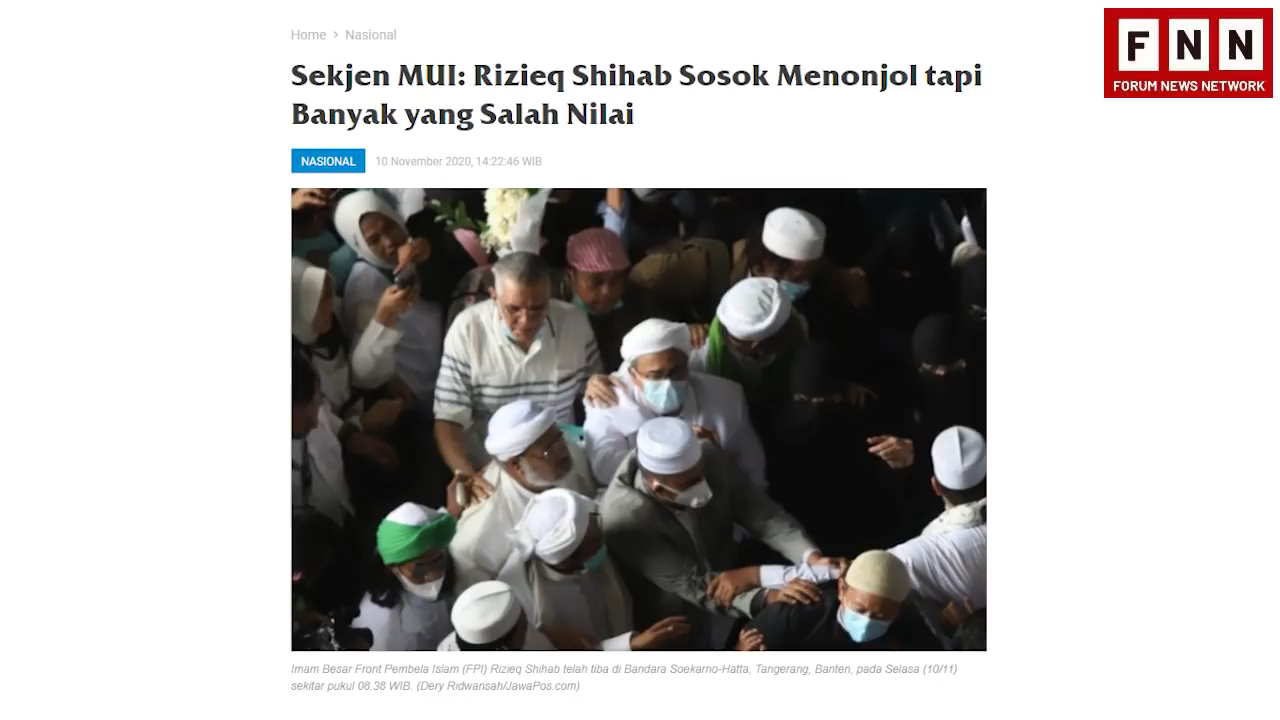 Home > Nasional
Sekjen MUI: Rizieq Shihab Sosok Menonjol tapi
Banyak yang Salah Nilai
NASIONAL 10 November 2020, 14:22:46 WIB
Imam Besar Front Pembela Islam (FPI) Rizieq Shihab telah tiba di Bandara Soekarno-Hatta, Tangerang, Banten, pada Selasa (10/11)
sekitar pukul 08.38 WIB. (Dery Ridwansah/JawaPos.com)
FNN
FORUM NEWS NETWORK